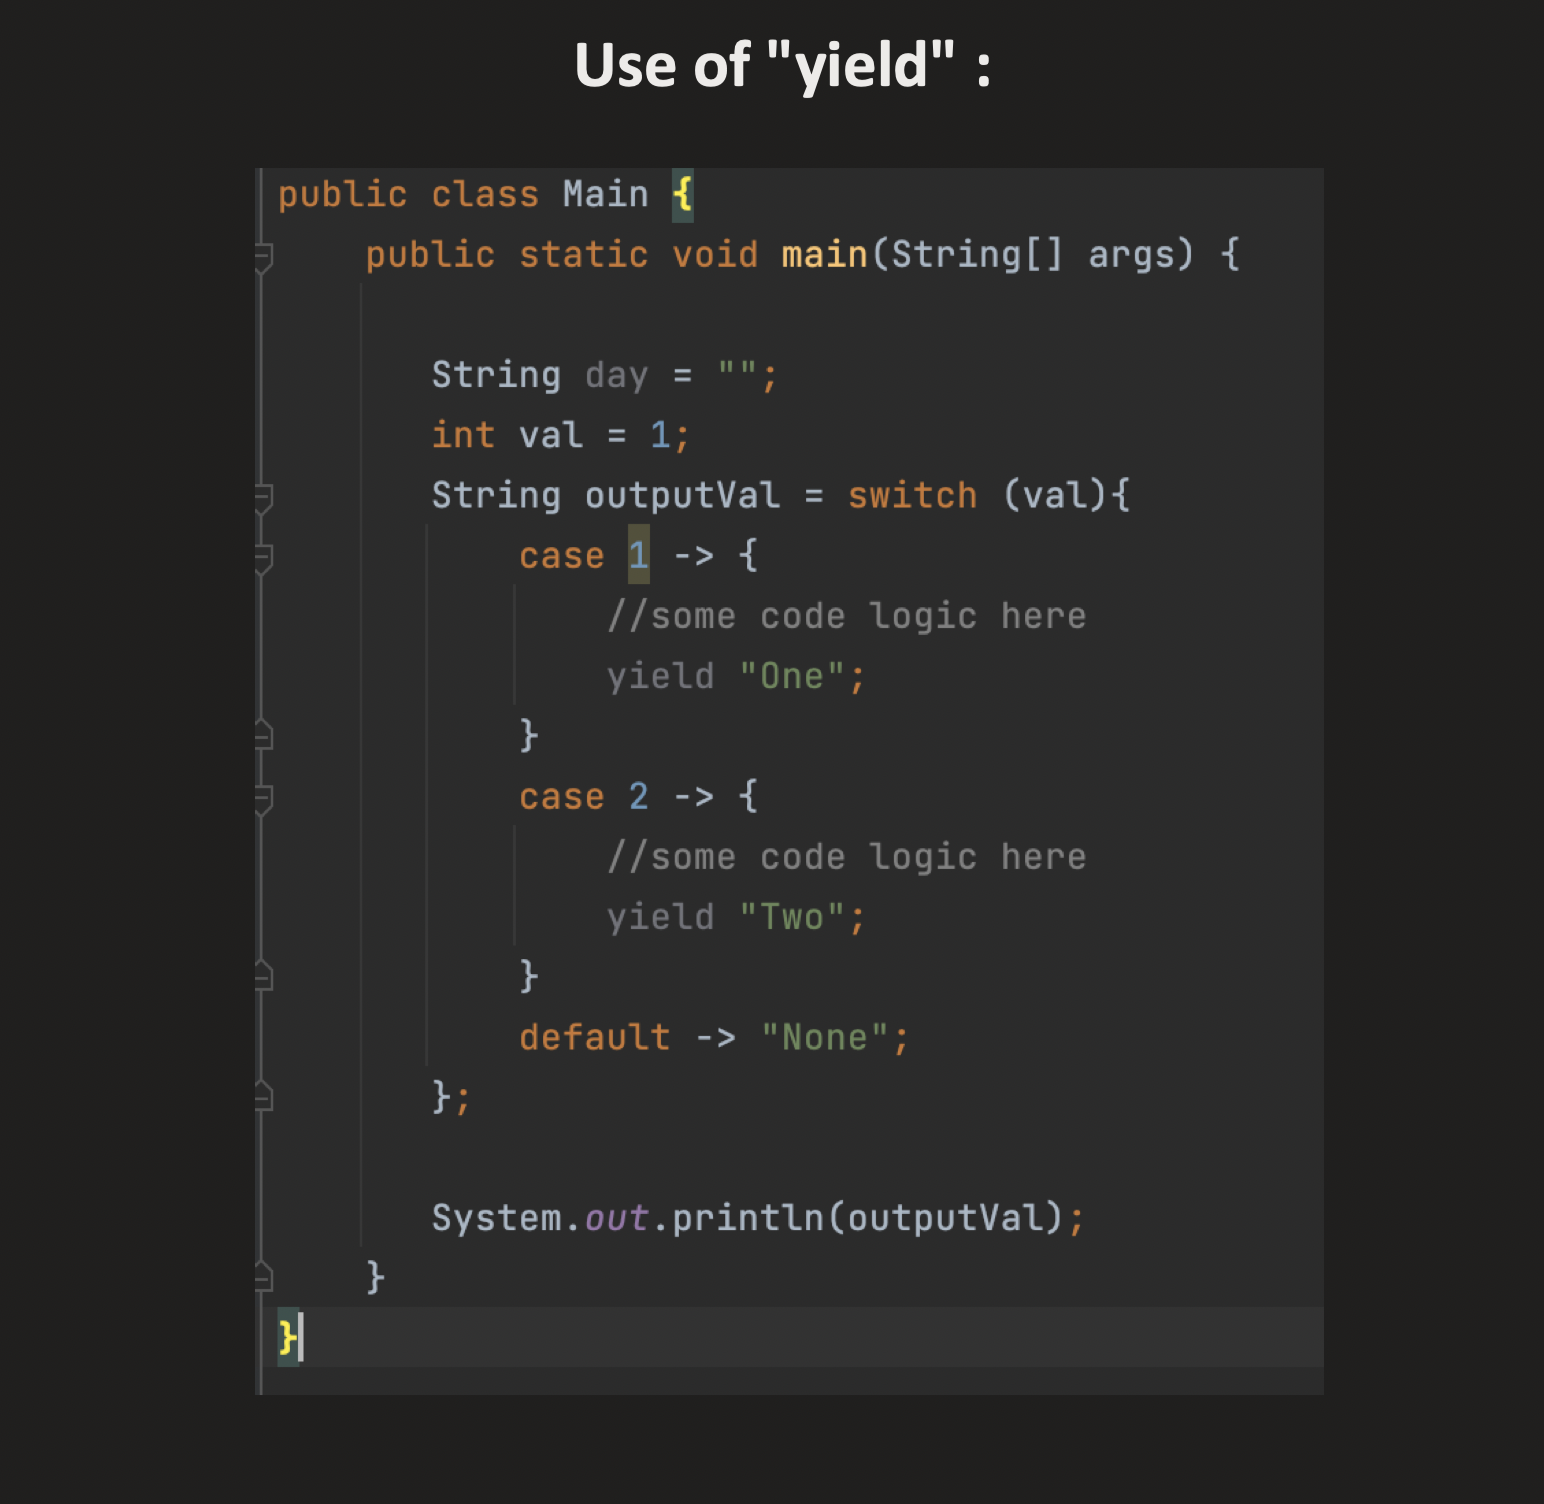 Use of "yield" :
public class Main {
    public static void main(String[] args) {
       String day = "";
       int val = 1;
       String outputVal = switch (val){
           case 1 -> {
               //some code logic here
               yield "One";
           }
           case 2 -> {
               //some code logic here
               yield "Two";
           }
           default -> "None";
       };
       System.out.println(outputVal);
    }
}